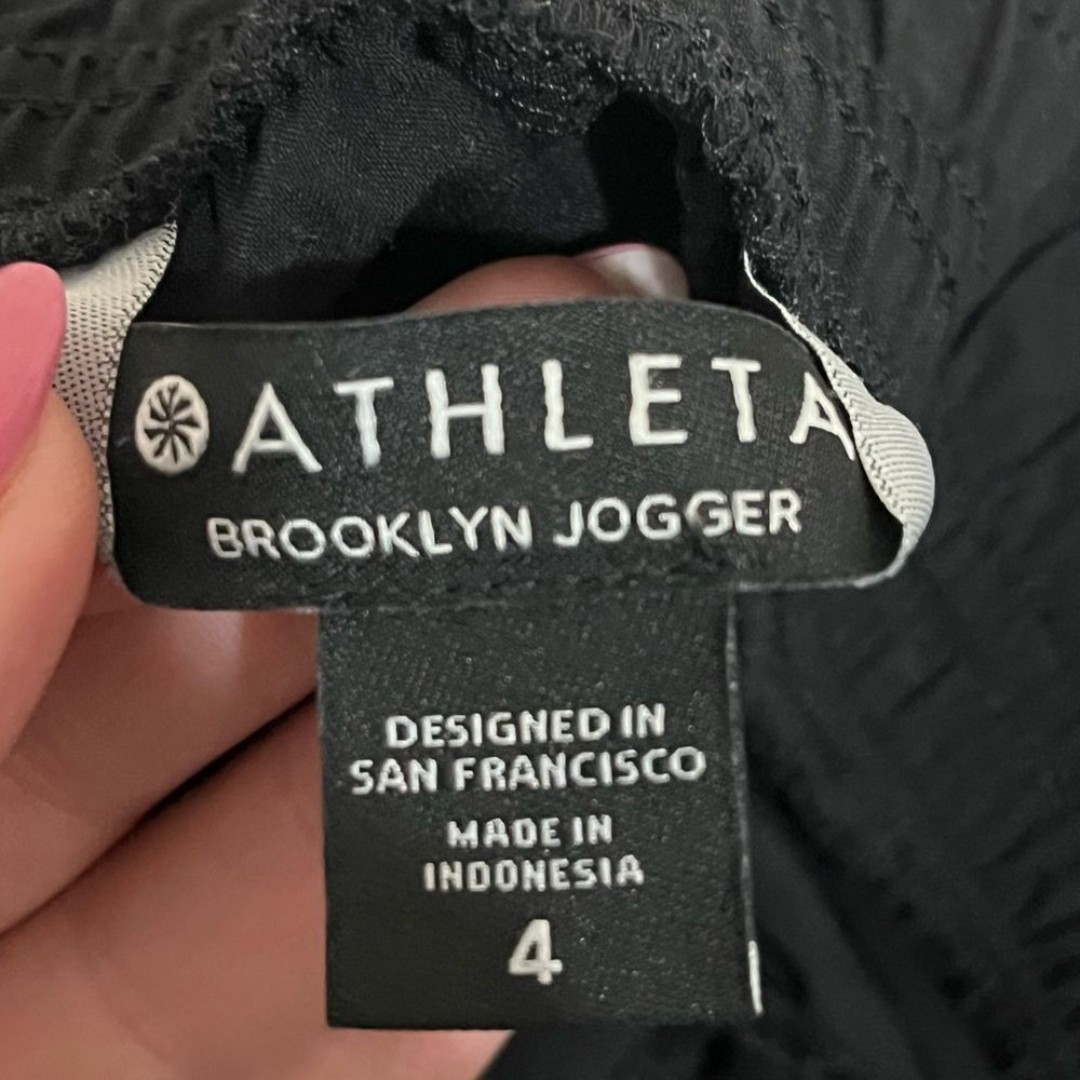 ATHLETA
BROOKLYN JOGGER
DESIGNED IN
SAN FRANCISCO
MADE IN
INDONESIA
4